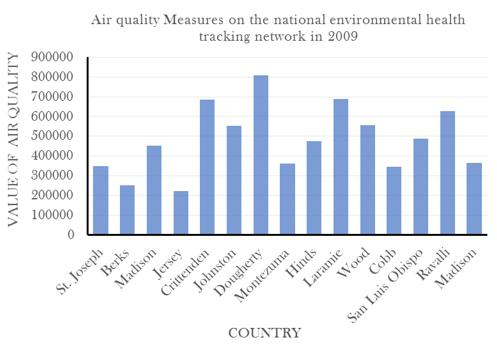 Air quality Measures on the national environmental health
tracking network in 2009
VALUE OF AIR QUALITY
900000
800000
700000
600000
500000
400000
300000
200000
100000
0
St. Joseph
Berks
Madison
Jersey
Crittenden
Johnston
Dougherty
Montezuma
Hinds
Laramie
Wood
Cobb
San Luis Obispo
Ravalli
Madison
COUNTRY